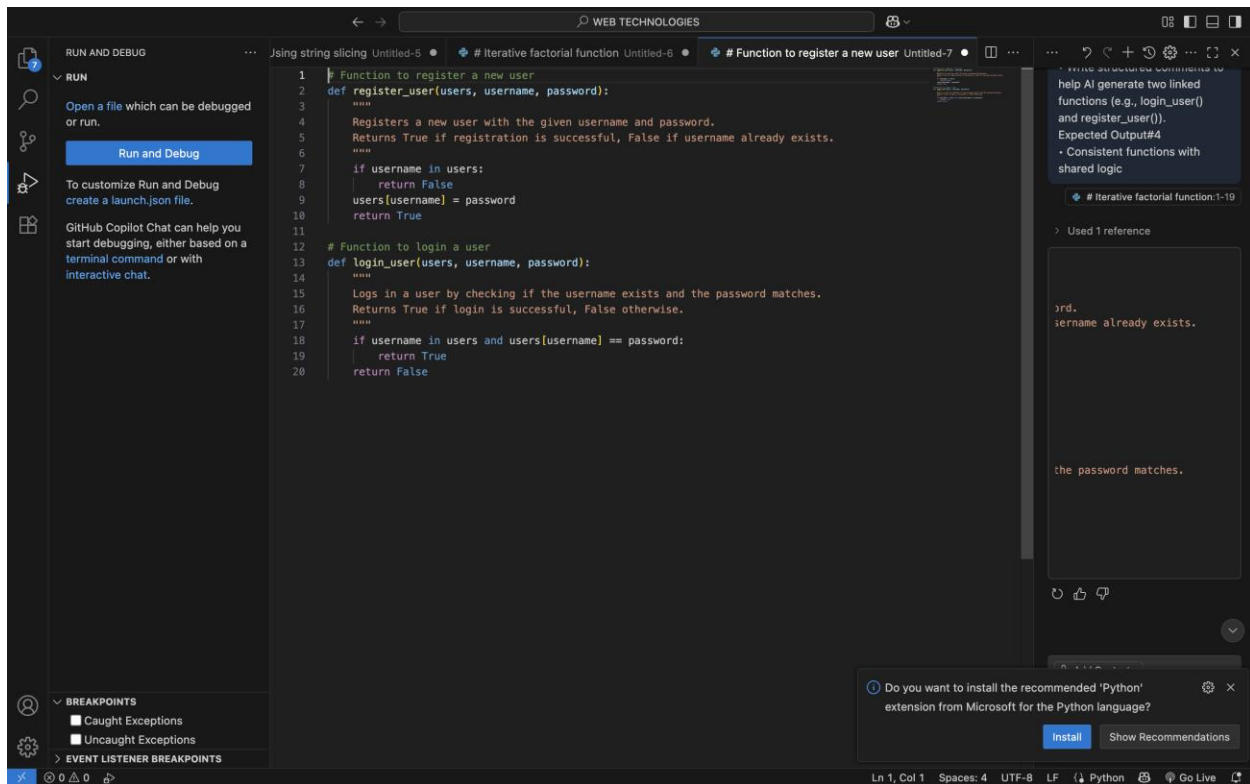 WEB TECHNOLOGIES
7
RUN AND DEBUG
RUN
Open a file which can be debugged
or run.
Run and Debug
To customize Run and Debug
create a launch.json file.
GitHub Copilot Chat can help you
start debugging, either based on a
terminal command or with
interactive chat.
BREAKPOINTS
Caught Exceptions
Uncaught Exceptions
EVENT LISTENER BREAKPOINTS
Using string slicing Untitled-5
# Iterative factorial function Untitled-6
# Function to register a new user Untitled-7
1 # Function to register a new user
2 def register_user(users, username, password):
3 """
4 Registers a new user with the given username and password.
5 Returns True if registration is successful, False if username already exists.
6 """
7 if username in users:
8 return False
9 users[username] = password
10 return True
11
12 # Function to login a user
13 def login_user(users, username, password):
14 """
15 Logs in a user by checking if the username exists and the password matches.
16 Returns True if login is successful, False otherwise.
17 """
18 if username in users and users[username] == password:
19 return True
20 return False
• Write structured comments to
help AI generate two linked
functions (e.g., login_user()
and register_user()).
Expected Output#4
• Consistent functions with
shared logic
# Iterative factorial function:1-19
Used 1 reference
ord.
sername already exists.
the password matches.
Do you want to install the recommended 'Python'
extension from Microsoft for the Python language?
Install
Show Recommendations
0 0 0
Ln 1, Col 1 Spaces: 4 UTF-8 LF Python Go Live